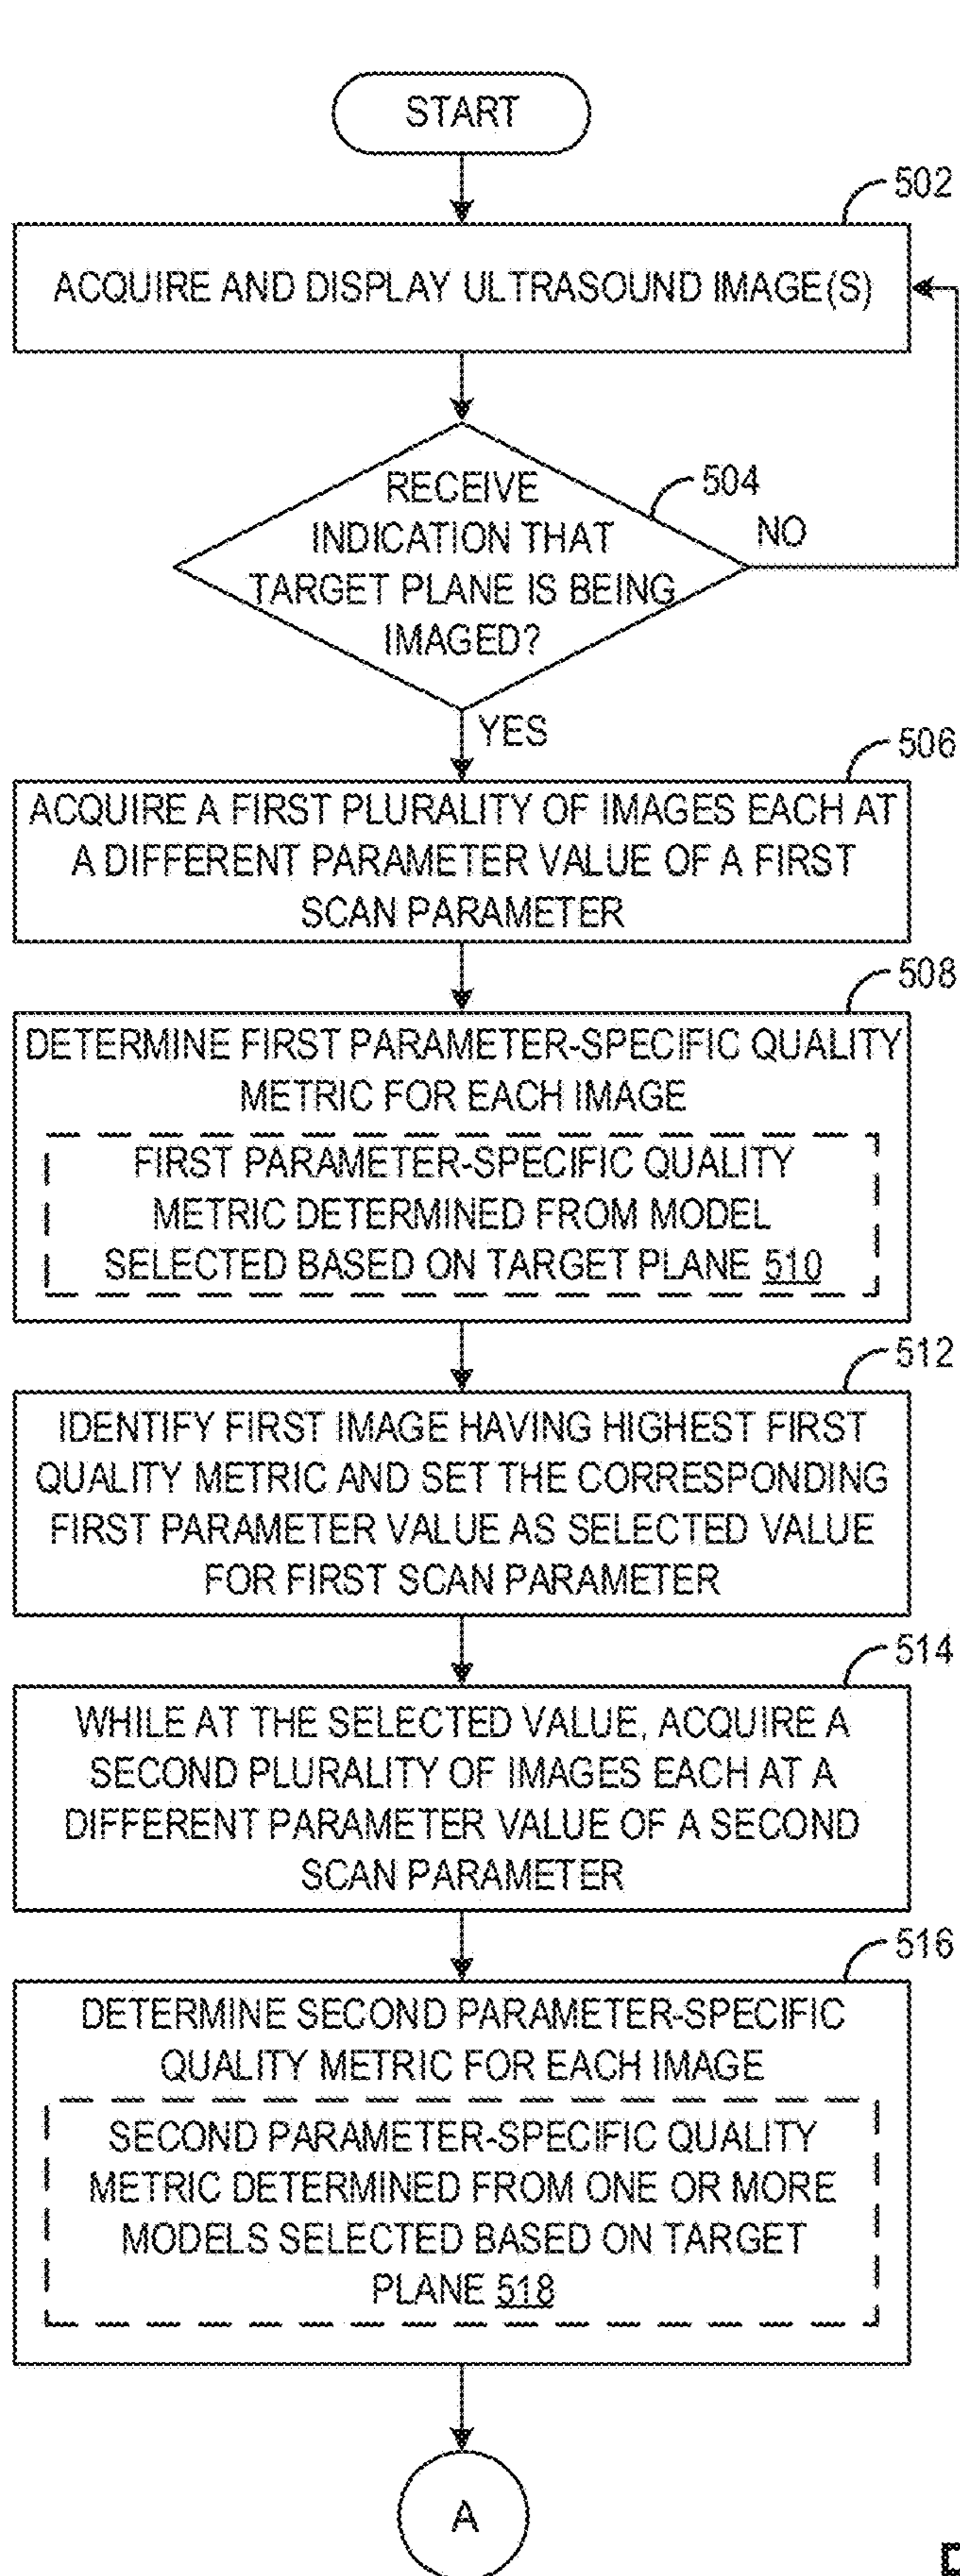 START
502
ACQUIRE AND DISPLAY ULTRASOUND IMAGE(S)
RECEIVE
INDICATION THAT
TARGET PLANE IS BEING
IMAGED?
504
NO
YES
506
ACQUIRE A FIRST PLURALITY OF IMAGES EACH AT
A DIFFERENT PARAMETER VALUE OF A FIRST
SCAN PARAMETER
508
DETERMINE FIRST PARAMETER-SPECIFIC QUALITY
METRIC FOR EACH IMAGE
FIRST PARAMETER-SPECIFIC QUALITY
METRIC DETERMINED FROM MODEL
SELECTED BASED ON TARGET PLANE 510
512
IDENTIFY FIRST IMAGE HAVING HIGHEST FIRST
QUALITY METRIC AND SET THE CORRESPONDING
FIRST PARAMETER VALUE AS SELECTED VALUE
FOR FIRST SCAN PARAMETER
514
WHILE AT THE SELECTED VALUE, ACQUIRE A
SECOND PLURALITY OF IMAGES EACH AT A
DIFFERENT PARAMETER VALUE OF A SECOND
SCAN PARAMETER
516
DETERMINE SECOND PARAMETER-SPECIFIC
QUALITY METRIC FOR EACH IMAGE
SECOND PARAMETER-SPECIFIC QUALITY
METRIC DETERMINED FROM ONE OR MORE
MODELS SELECTED BASED ON TARGET
PLANE 518
A